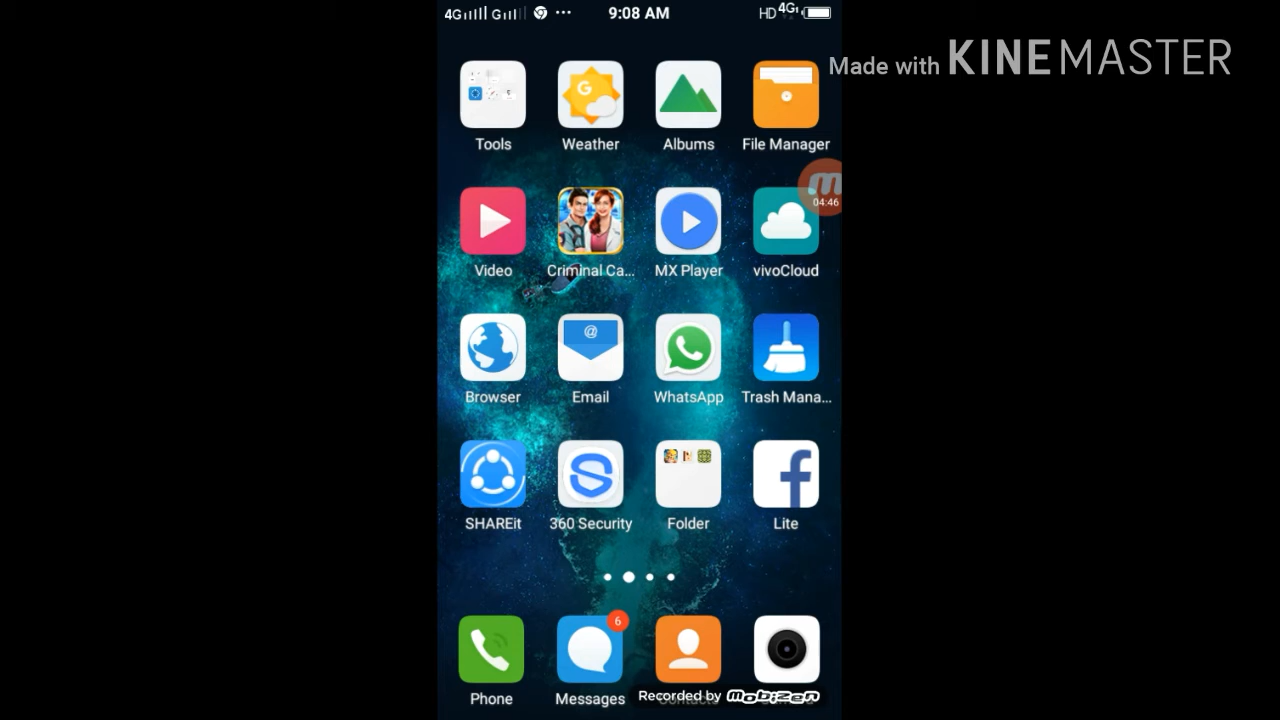 4G G 9:08 AM HD 4G
Made with KINEMASTER
Tools Weather Albums File Manager
04:46
Video Criminal Ca... MX Player vivoCloud
Browser Email WhatsApp Trash Mana...
SHAREit 360 Security Folder Lite
6
Phone Messages Contacts
Recorded by Mobizen